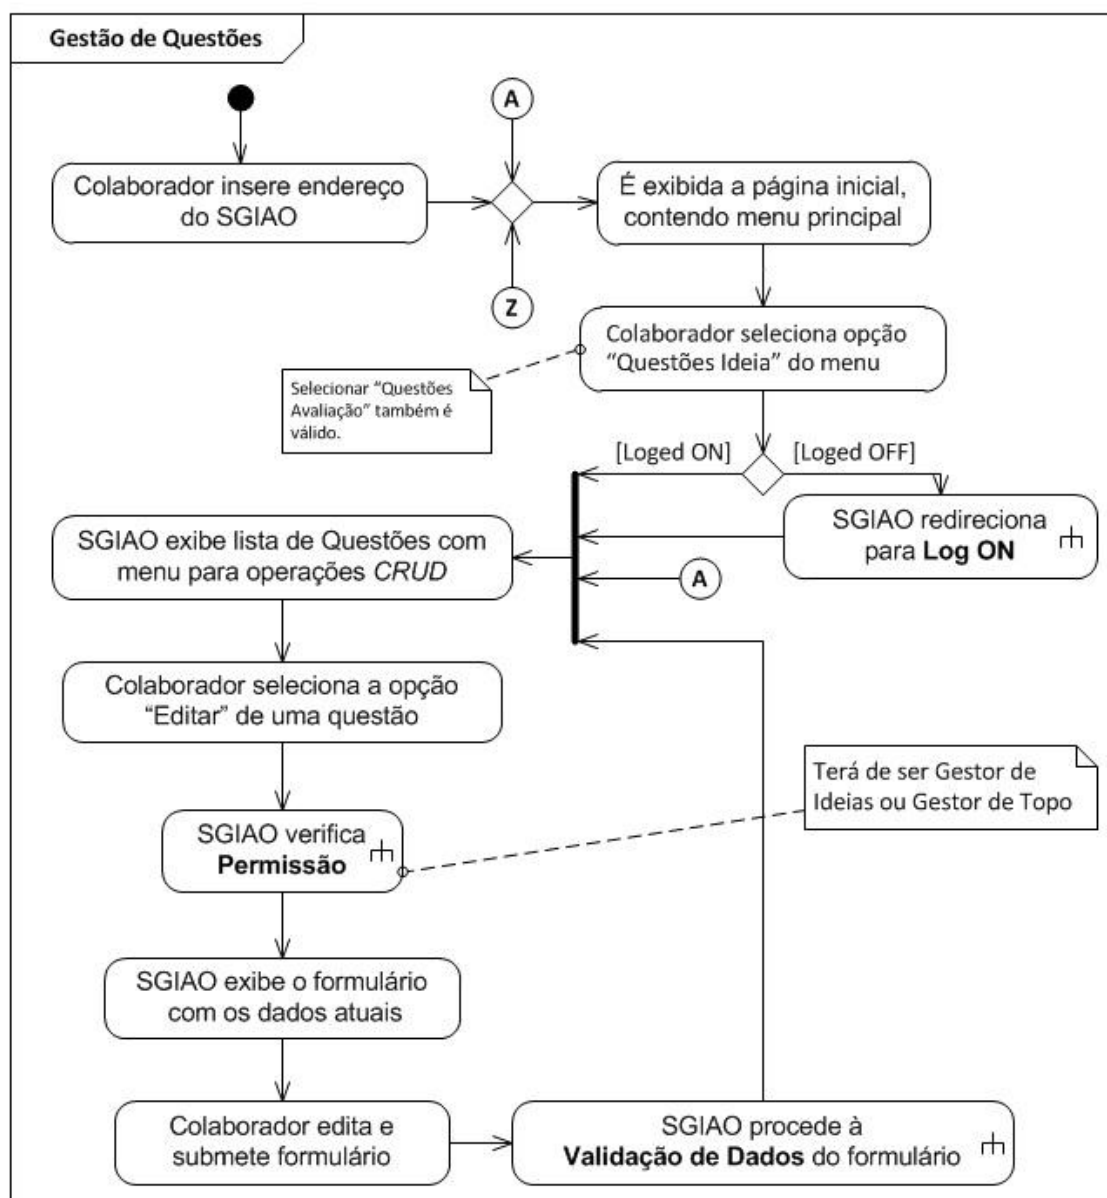 Gestão de Questões
A
Colaborador insere endereço
do SGIAO
É exibida a página inicial,
contendo menu principal
Z
Colaborador seleciona opção
“Questões Ideia” do menu
Selecionar “Questões
Avaliação” também é
válido.
[Loged ON]
[Loged OFF]
SGIAO redireciona
para Log ON
SGIAO exibe lista de Questões com
menu para operações CRUD
A
Colaborador seleciona a opção
“Editar” de uma questão
Terá de ser Gestor de
Ideias ou Gestor de Topo
SGIAO verifica
Permissão
SGIAO exibe o formulário
com os dados atuais
Colaborador edita e
submete formulário
SGIAO procede à
Validação de Dados do formulário